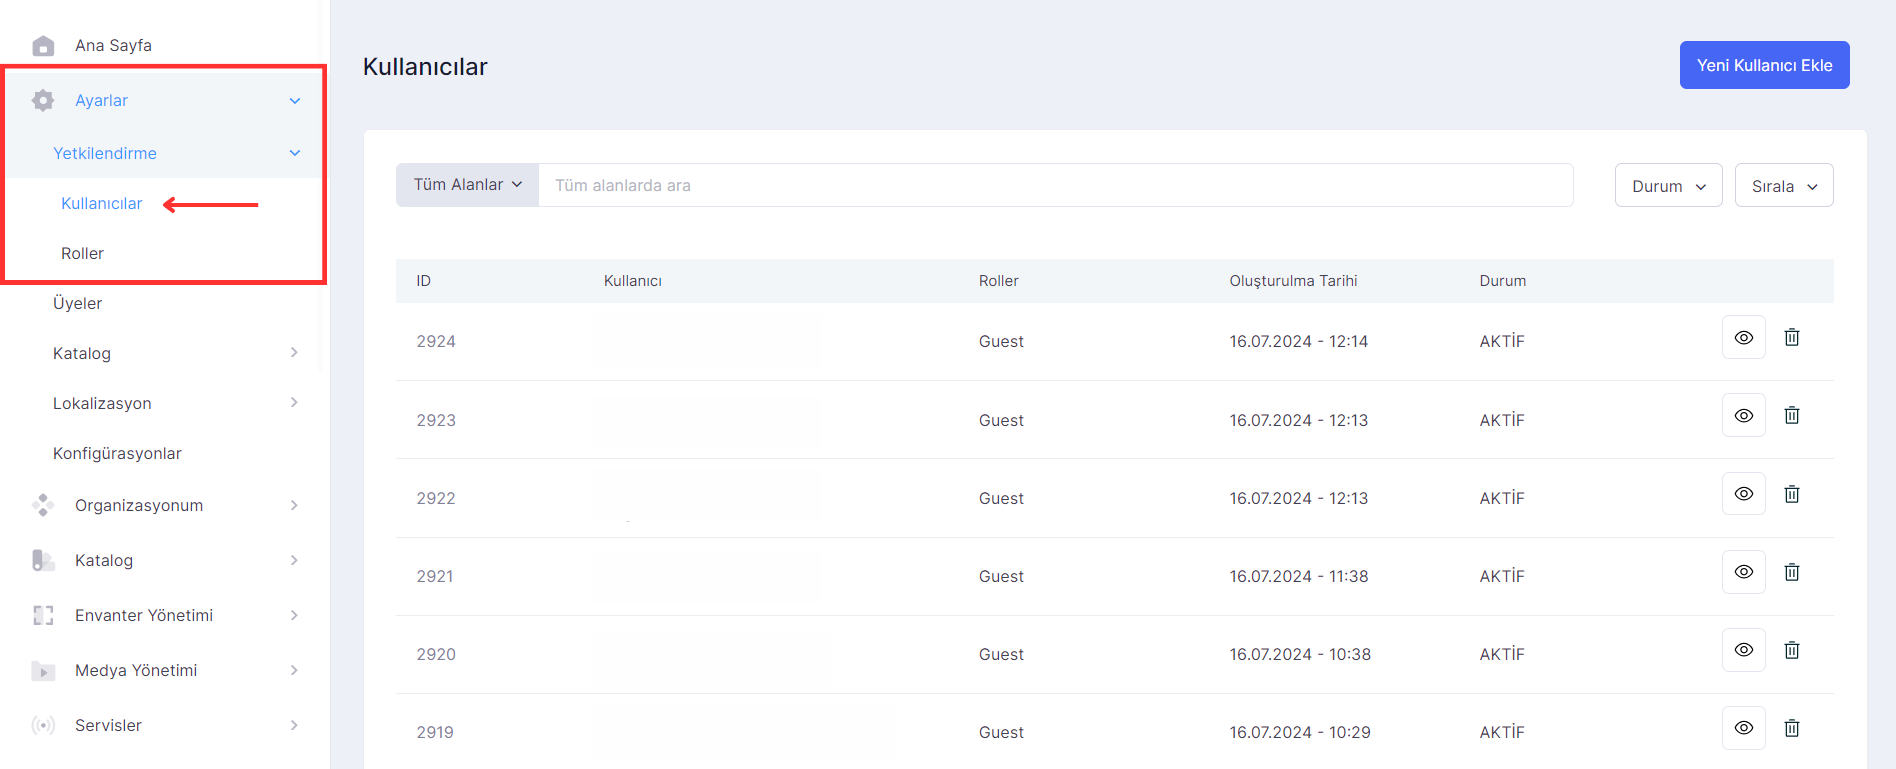 Ana Sayfa
Ayarlar
Yetkilendirme
Kullanıcılar
Roller
Üyeler
Katalog
Lokalizasyon
Konfigürasyonlar
Organizasyonum
Katalog
Envanter Yönetimi
Medya Yönetimi
Servisler
Kullanıcılar
Yeni Kullanıcı Ekle
Tüm Alanlar Tüm alanlarda ara Durum Sırala
ID Kullanıcı Roller Oluşturulma Tarihi Durum
2924 Guest 16.07.2024 - 12:14 AKTİF
2923 Guest 16.07.2024 - 12:13 AKTİF
2922 Guest 16.07.2024 - 12:13 AKTİF
2921 Guest 16.07.2024 - 11:38 AKTİF
2920 Guest 16.07.2024 - 10:38 AKTİF
2919 Guest 16.07.2024 - 10:29 AKTİF